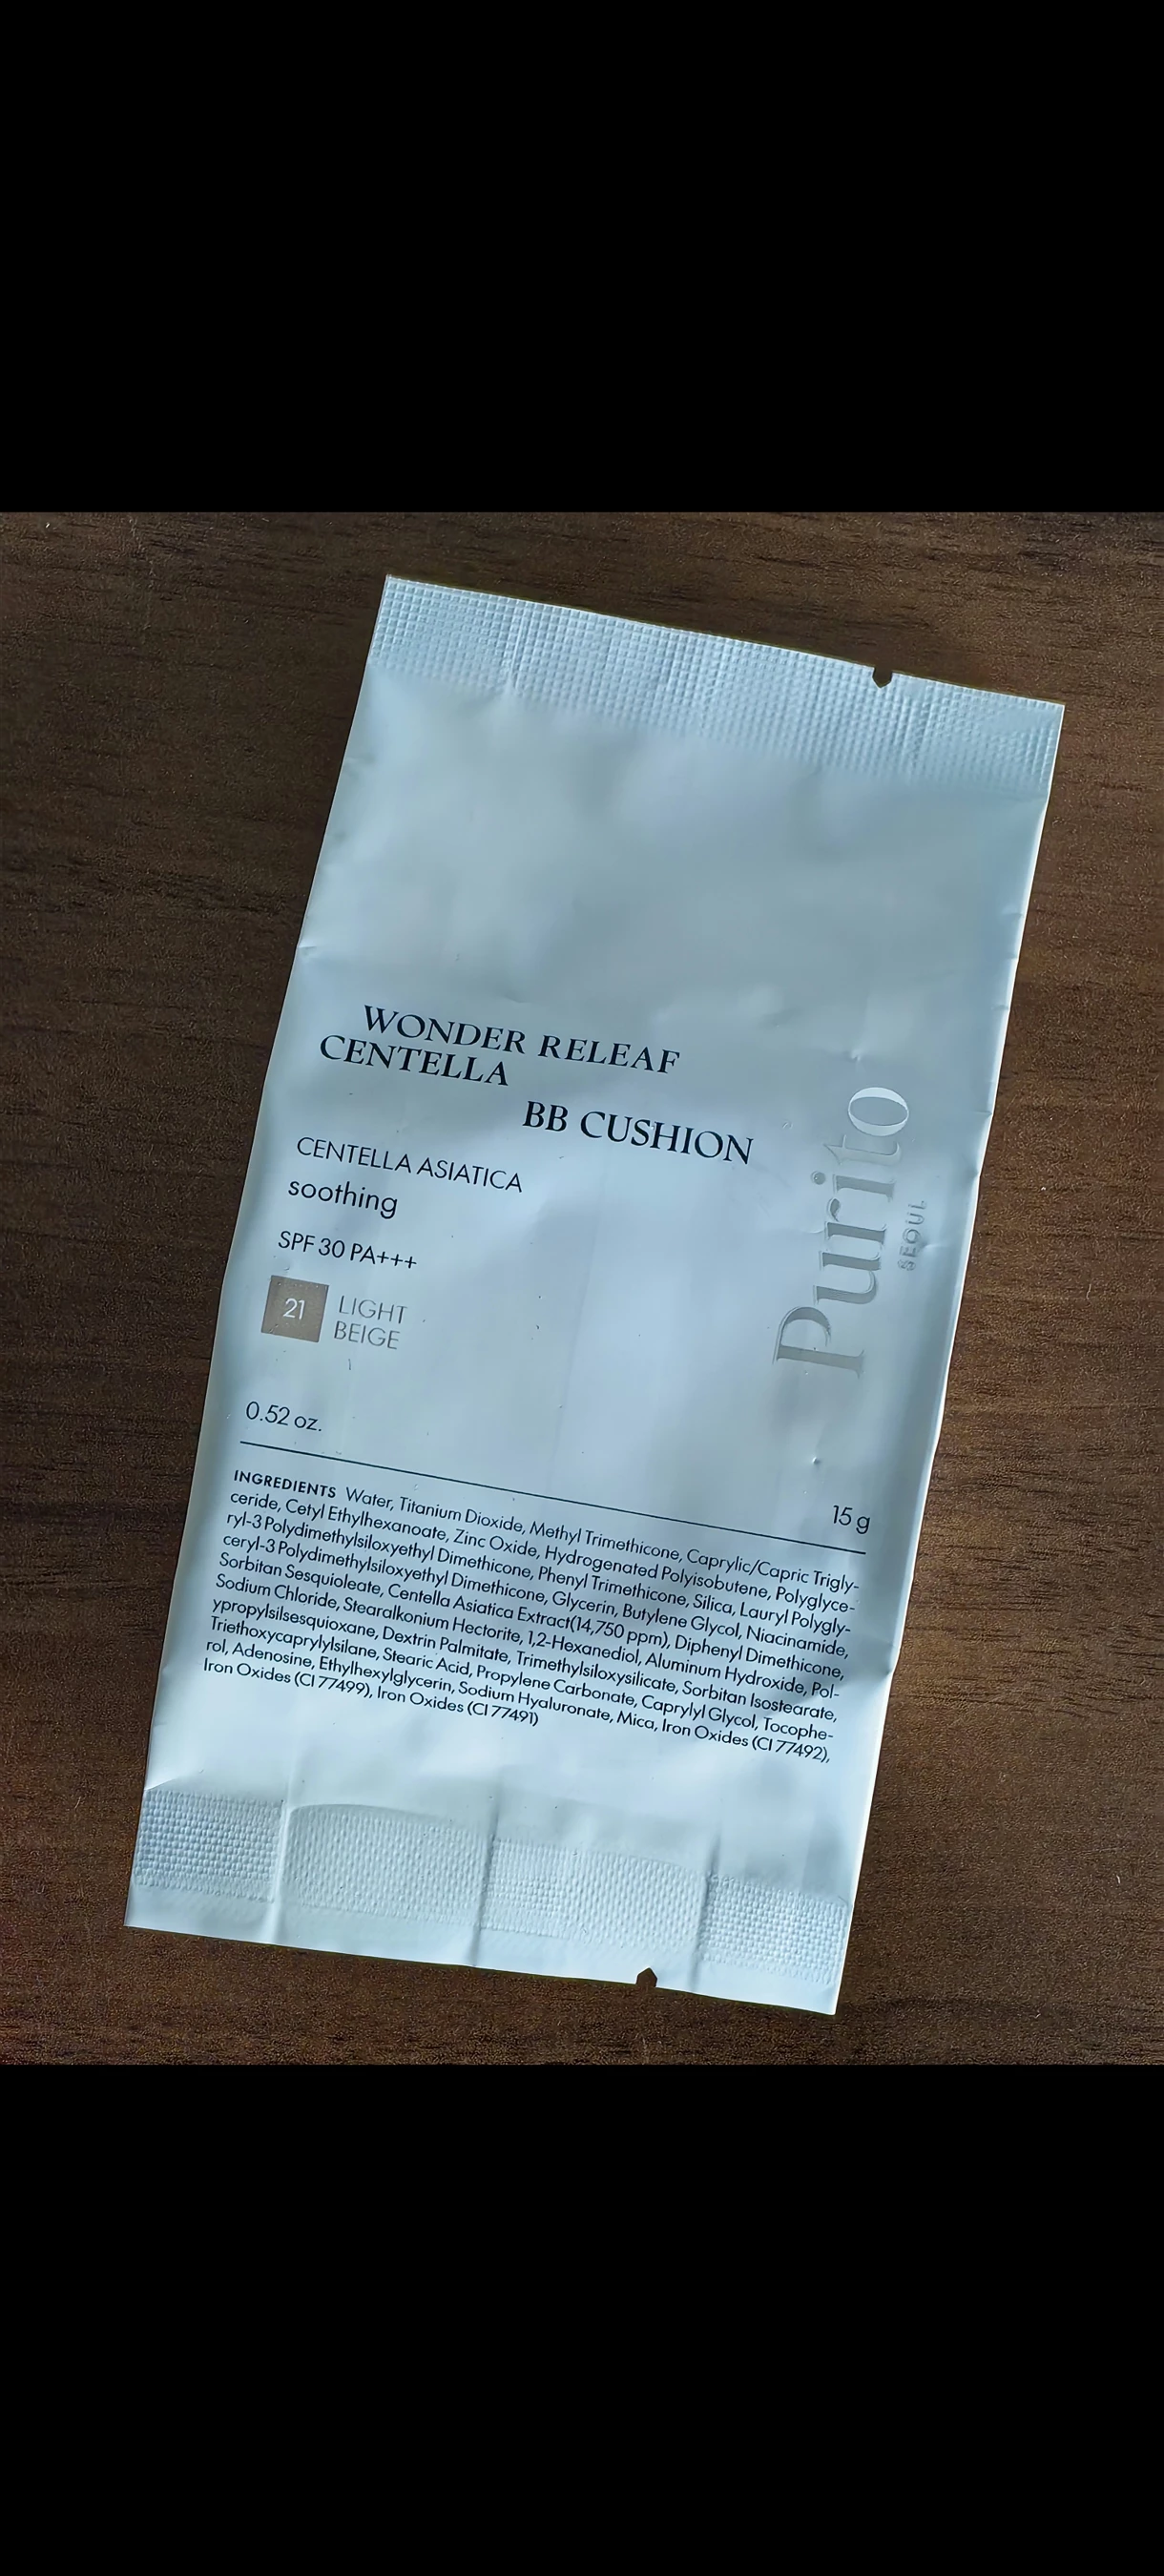 WONDER RELEAF
CENTELLA
BB CUSHION
CENTELLA ASIATICA
soothing
SPF 30 PA+++
21
LIGHT
BEIGE
Purito
SEOUL
0.52 oz.
15 g
INGREDIENTS Water, Titanium Dioxide, Methyl Trimethicone, Caprylic/Capric Trigly-
ceride, Cetyl Ethylhexanoate, Zinc Oxide, Hydrogenated Polyisobutene, Polyglyce-
ryl-3 Polydimethylsiloxyethyl Dimethicone, Phenyl Trimethicone, Silica, Lauryl Polygly-
ceryl-3 Polydimethylsiloxyethyl Dimethicone, Glycerin, Butylene Glycol, Niacinamide,
Sorbitan Sesquioleate, Centella Asiatica Extract(14,750 ppm), Diphenyl Dimethicone,
Sodium Chloride, Stearalkonium Hectorite, 1,2-Hexanediol, Aluminum Hydroxide, Pol-
ypropylsilsesquioxane, Dextrin Palmitate, Trimethylsiloxysilicate, Sorbitan Isostearate,
Triethoxycaprylylsilane, Stearic Acid, Propylene Carbonate, Caprylyl Glycol, Tocophe-
rol, Adenosine, Ethylhexylglycerin, Sodium Hyaluronate, Mica, Iron Oxides (CI 77492),
Iron Oxides (CI 77499), Iron Oxides (CI 77491)